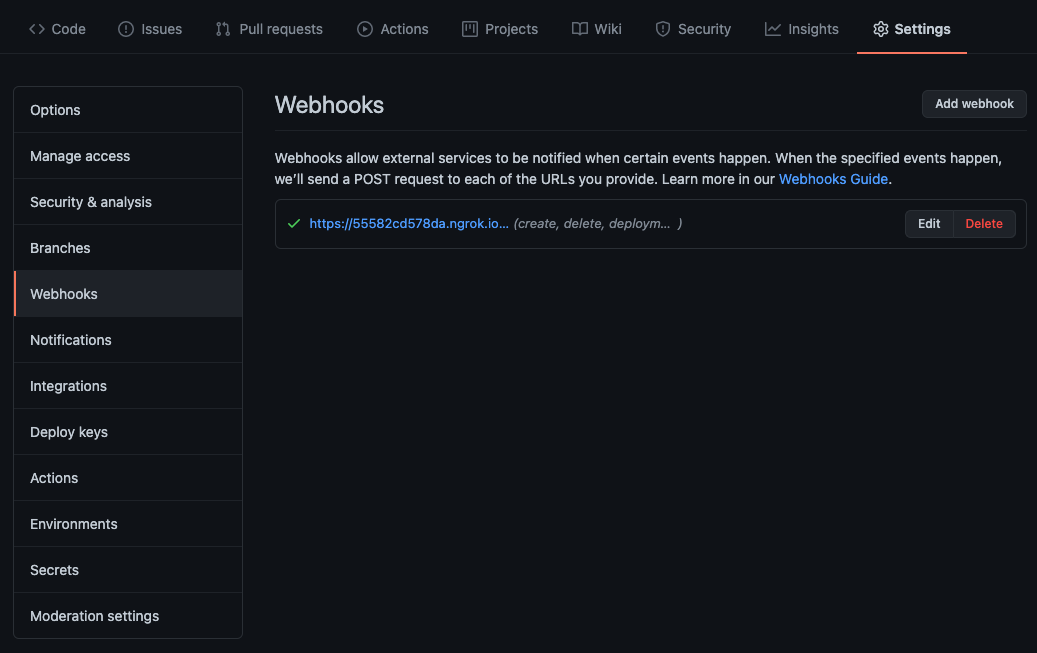 Code Issues Pull requests Actions Projects Wiki Security Insights Settings
Options
Manage access
Security & analysis
Branches
Webhooks
Notifications
Integrations
Deploy keys
Actions
Environments
Secrets
Moderation settings
Webhooks
Add webhook
Webhooks allow external services to be notified when certain events happen. When the specified events happen,
we’ll send a POST request to each of the URLs you provide. Learn more in our Webhooks Guide.
https://55582cd578da.ngrok.io… (create, delete, deploym… )
Edit Delete